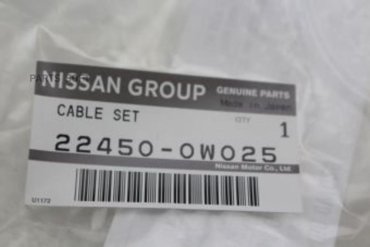 NISSAN GROUP GENUINE PARTS
Made in Japan
CABLE SET QTY 1
22450-0W025
Nissan Motor Co., Ltd.
U1172